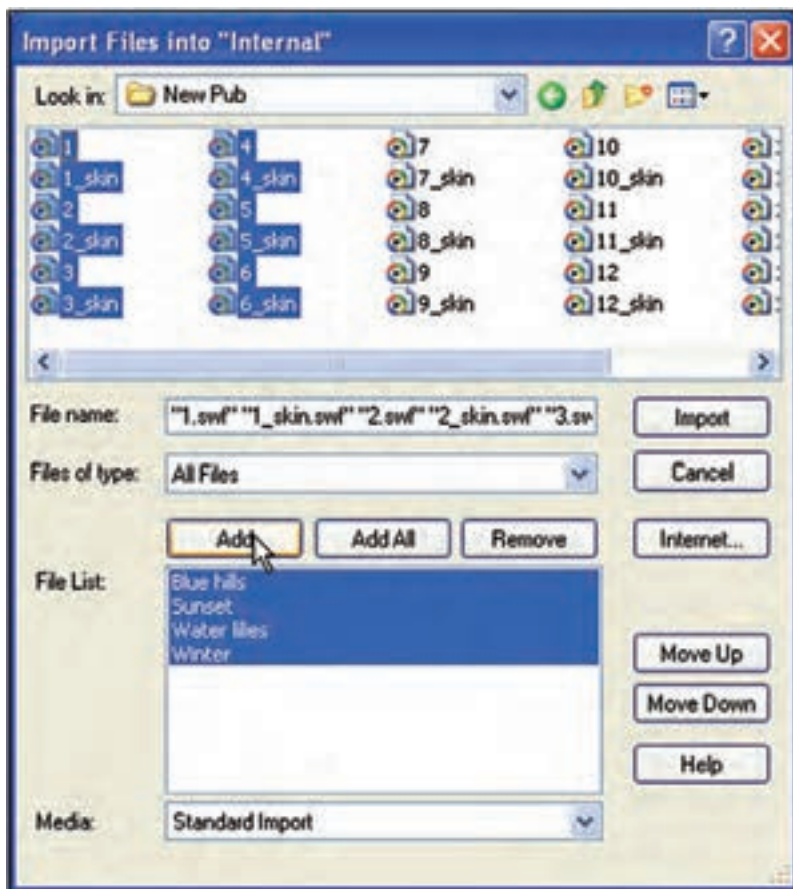 Import Files into "Internal"
Look in: New Pub
1 4 7 10
1_skin 4_skin 7_skin 10_skin
2 5 8 11
2_skin 5_skin 8_skin 11_skin
3 6 9 12
3_skin 6_skin 9_skin 12_skin
File name: "1.swf" "1_skin.swf" "2.swf" "2_skin.swf" "3.sw Import
Files of type: All Files Cancel
Add... Add All Remove Internet...
File List: Blue hills
Sunset
Water lilies
Winter
Move Up
Move Down
Help
Media: Standard Import